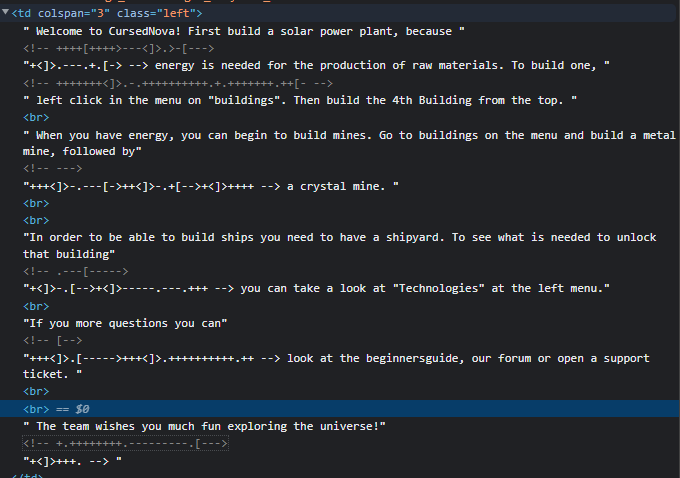 <td colspan="3" class="left">
" Welcome to CursedNova! First build a solar power plant, because "
<!-- ++++[++++>---<]>.>-[--->
"+<]>.---.+.[-> --> energy is needed for the production of raw materials. To build one, "
<!-- +++++++<]>.-.++++++++++.+.+++++++.++[- -->
" left click in the menu on "buildings". Then build the 4th Building from the top. "
<br>
" When you have energy, you can begin to build mines. Go to buildings on the menu and build a metal
mine, followed by"
<!-- --->
"+++<]>-.---[->++<]>-.+[-->+<]>++++ --> a crystal mine. "
<br>
<br>
"In order to be able to build ships you need to have a shipyard. To see what is needed to unlock
that building"
<!-- .---[----->
"+<]>-.[-->+<]>-----.---.+++ --> you can take a look at "Technologies" at the left menu."
<br>
"If you more questions you can"
<!-- [-->
"+++<]>.[----->+++<]>.++++++++++.++ --> look at the beginnersguide, our forum or open a support
ticket. "
<br>
<br> == $0
" The team wishes you much fun exploring the universe!"
<!-- +.++++++++.---------.[--->
"+<]>+++. --> "
</td>